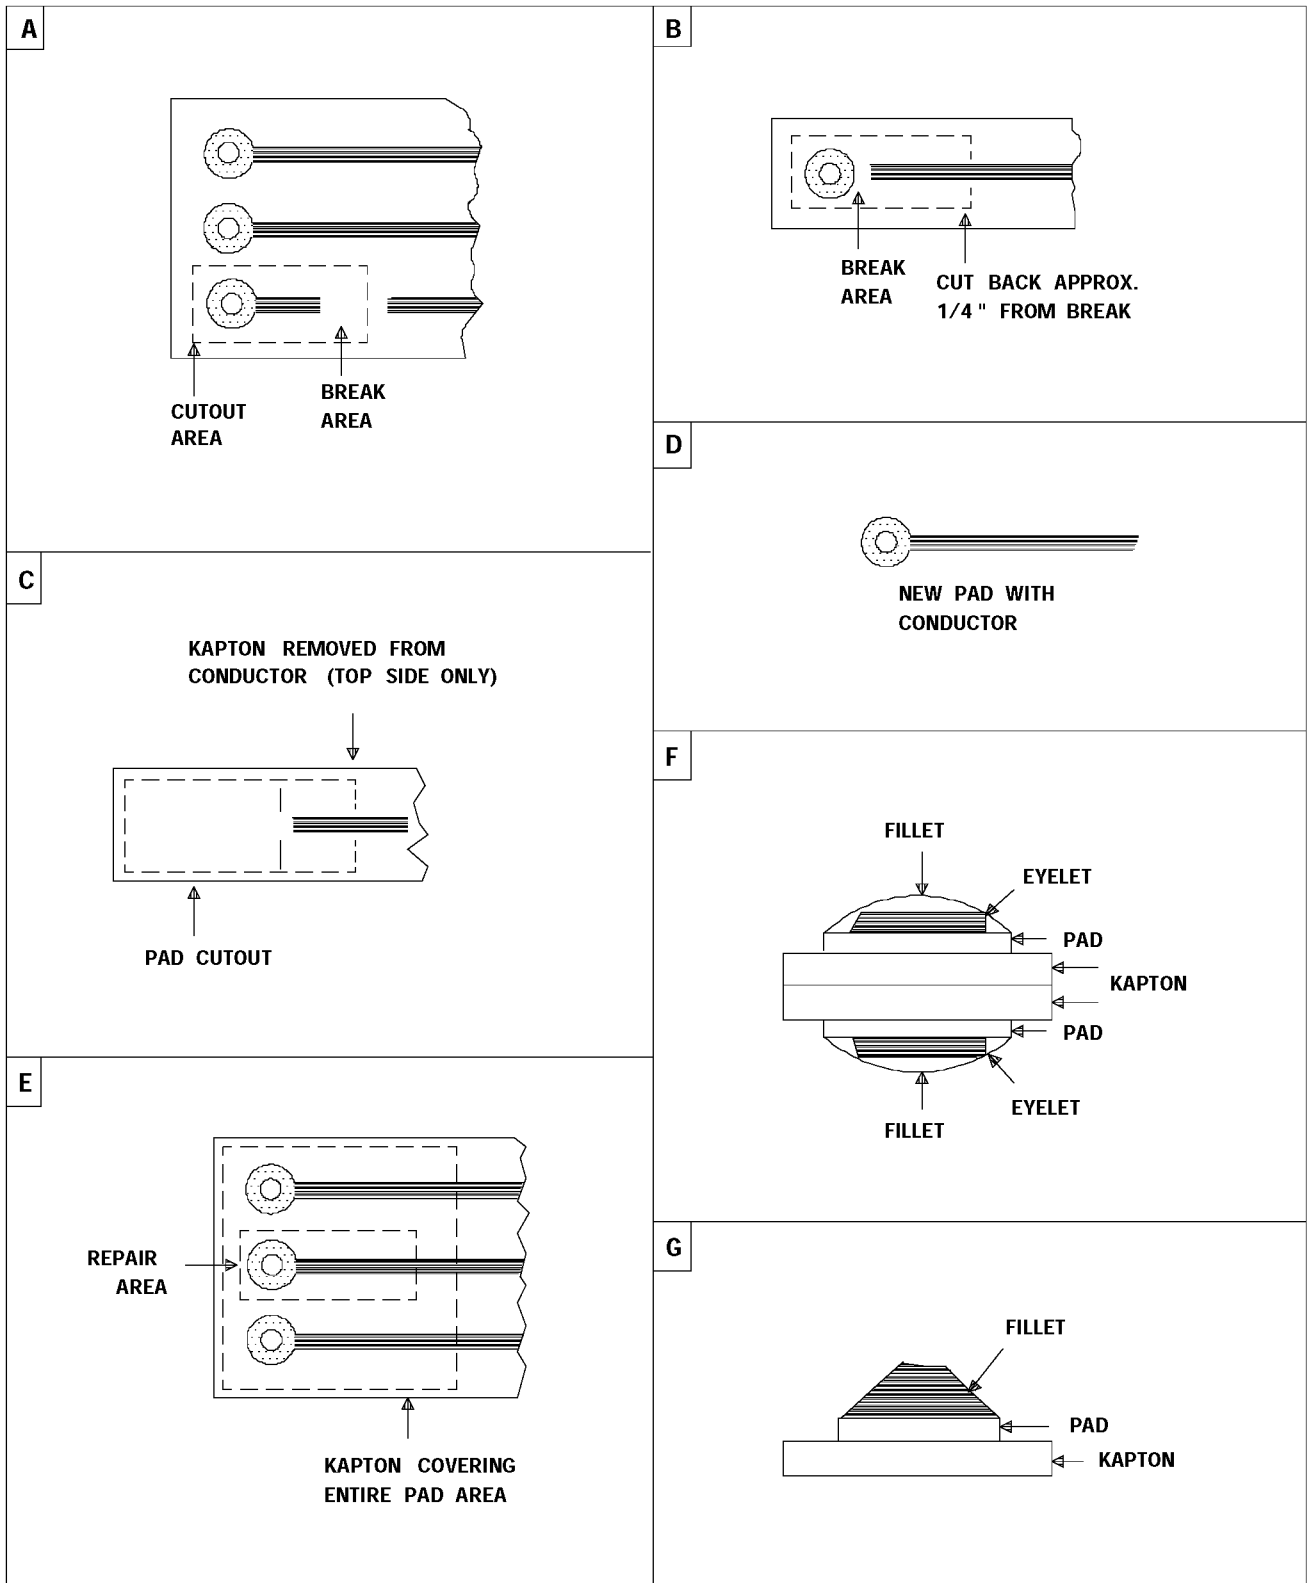 A
CUTOUT
AREA
BREAK
AREA
B
BREAK
AREA
CUT BACK APPROX.
1/4 " FROM BREAK
C
KAPTON REMOVED FROM
CONDUCTOR (TOP SIDE ONLY)
PAD CUTOUT
D
NEW PAD WITH
CONDUCTOR
E
REPAIR
AREA
KAPTON COVERING
ENTIRE PAD AREA
F
FILLET
EYELET
PAD
KAPTON
PAD
EYELET
FILLET
G
FILLET
PAD
KAPTON